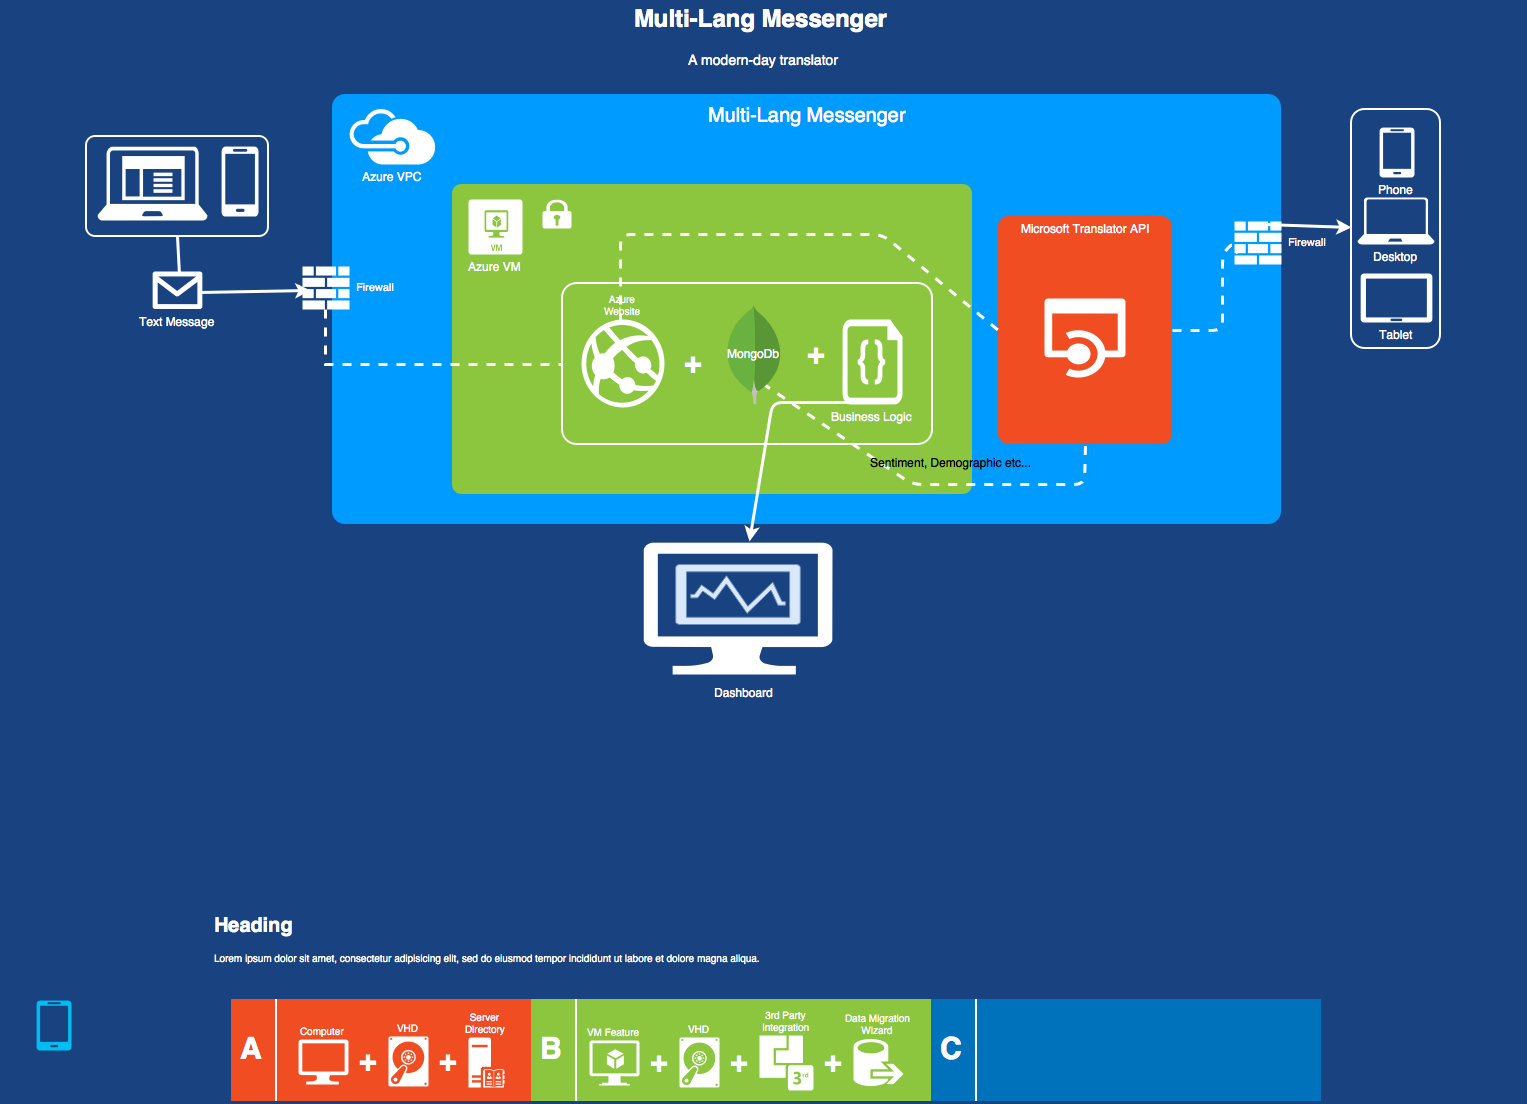 Multi-Lang Messenger
A modern-day translator
Multi-Lang Messenger
Azure VPC
VM
Azure VM
Text Message
Firewall
Azure
Website
MongoDb
Business Logic
Sentiment, Demographic etc...
Microsoft Translator API
Firewall
Phone
Desktop
Tablet
Dashboard
Heading
Lorem ipsum dolor sit amet, consectetur adipisicing elit, sed do eiusmod tempor incididunt ut labore et dolore magna aliqua.
A
Computer
VHD
Server
Directory
B
VM Feature
VHD
3rd Party
Integration
3rd
Data Migration
Wizard
C